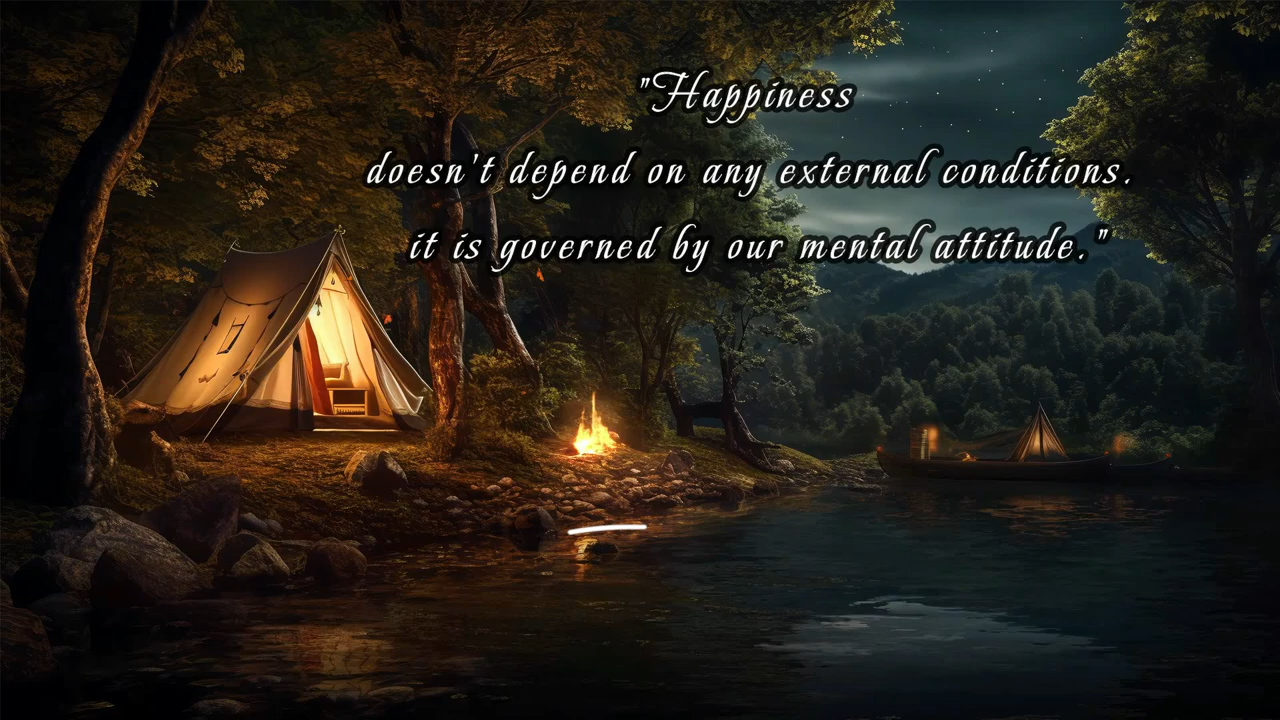 "Happiness
doesn't depend on any external conditions.
it is governed by our mental attitude."